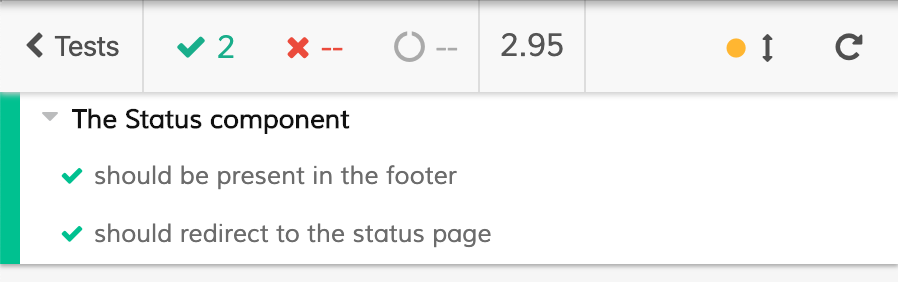 Tests 2 -- -- 2.95
The Status component
should be present in the footer
should redirect to the status page